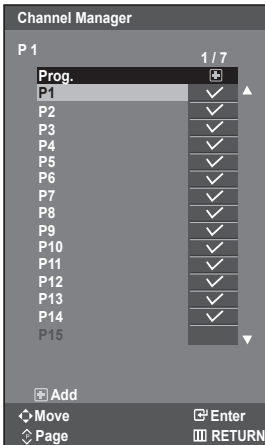 Channel Manager
P 1
1 / 7
Prog.
P1
P2
P3
P4
P5
P6
P7
P8
P9
P10
P11
P12
P13
P14
P15
Add
Move Enter
Page RETURN